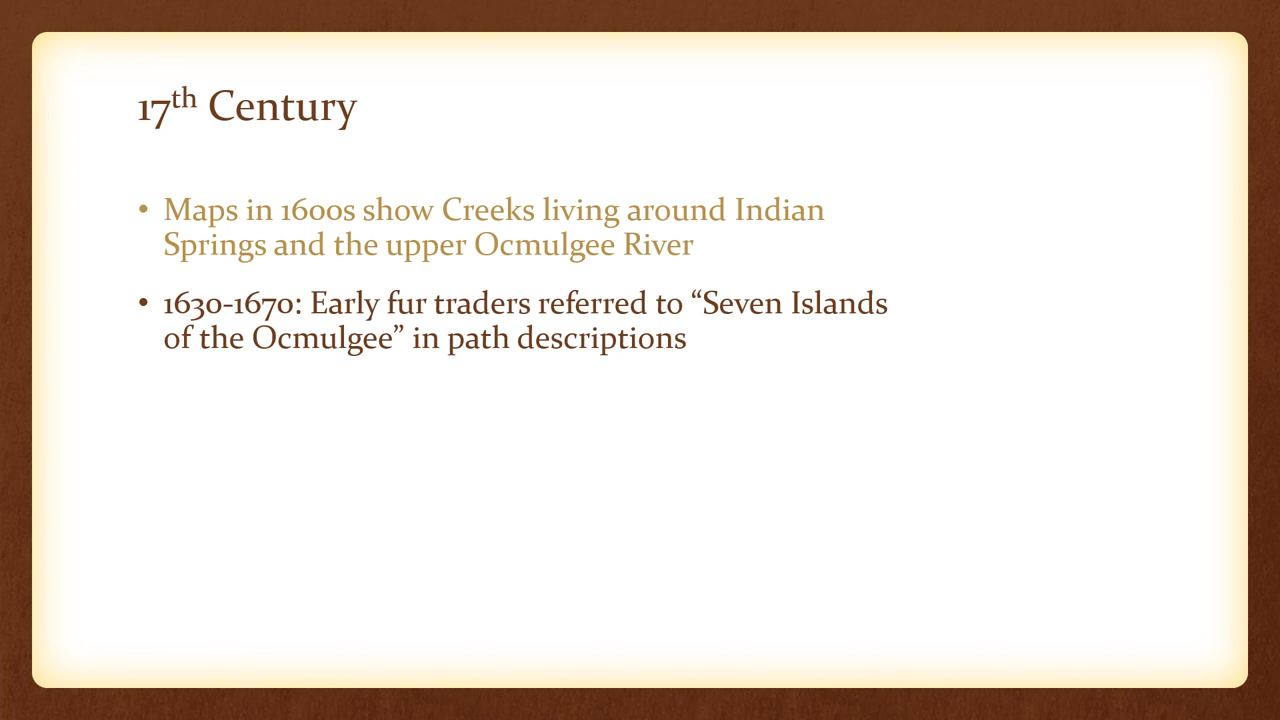 17th Century
• Maps in 1600s show Creeks living around Indian
Springs and the upper Ocmulgee River
• 1630-1670: Early fur traders referred to “Seven Islands
of the Ocmulgee” in path descriptions